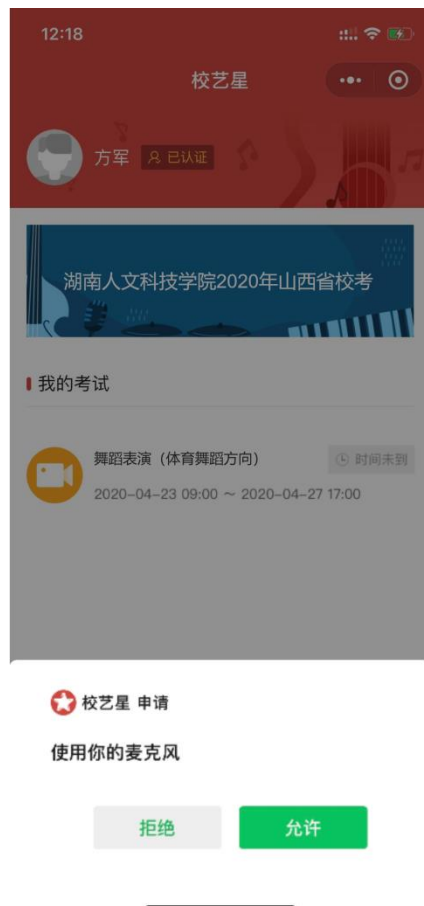 12:18
校艺星
方军 已认证
湖南人文科技学院2020年山西省校考
我的考试
舞蹈表演（体育舞蹈方向） 时间未到
2020-04-23 09:00 ~ 2020-04-27 17:00
校艺星 申请
使用你的麦克风
拒绝 允许